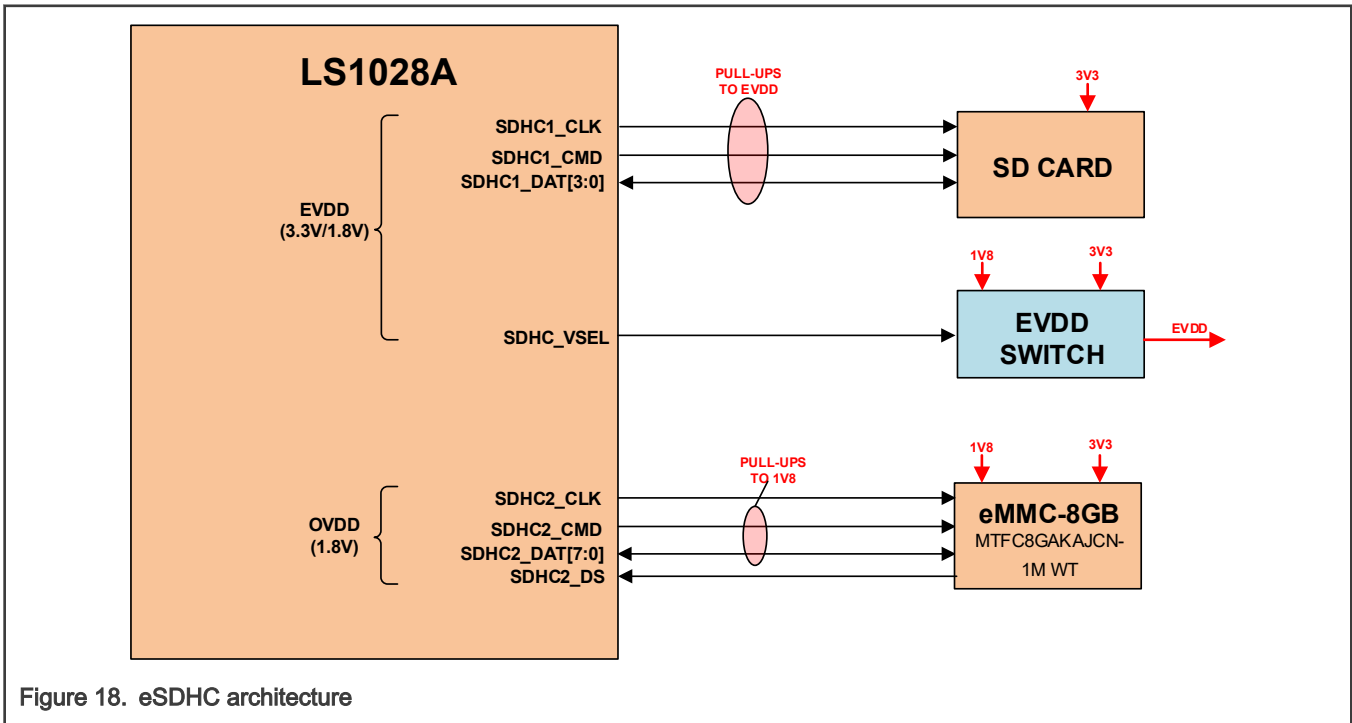 LS1028A
EVDD
(3.3V/1.8V)
SDHC1_CLK
SDHC1_CMD
SDHC1_DAT[3:0]
PULL-UPS
TO EVDD
3V3
SD CARD
SDHC_VSEL
1V8
3V3
EVDD
SWITCH
EVDD
OVDD
(1.8V)
SDHC2_CLK
SDHC2_CMD
SDHC2_DAT[7:0]
SDHC2_DS
PULL-UPS
TO 1V8
1V8
3V3
eMMC-8GB
MTFC8GAKAJCN-
1M WT
Figure 18. eSDHC architecture